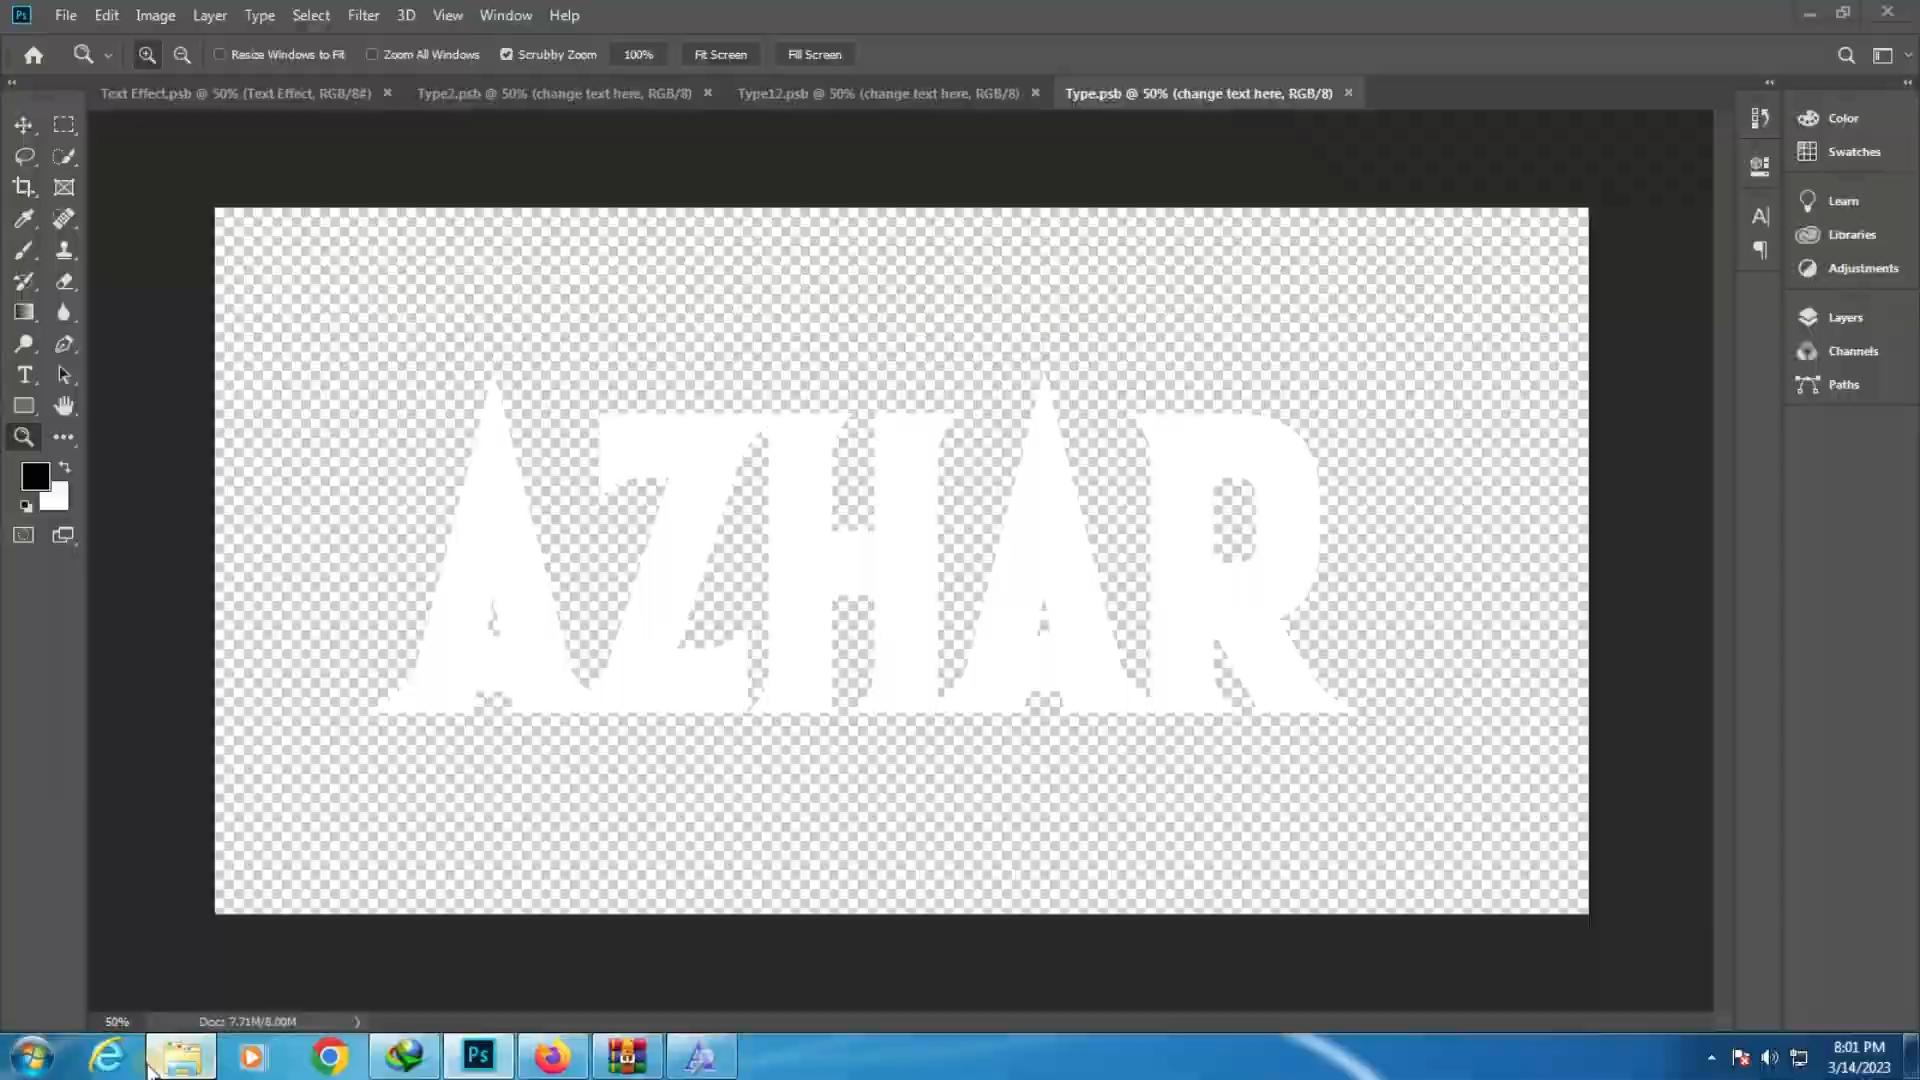 Ps File Edit Image Layer Type Select Filter 3D View Window Help
Resize Windows to Fit Zoom All Windows Scrubby Zoom 100% Fit Screen Fill Screen
Text Effect.psb @ 50% (Text Effect, RGB/8#) × Type2.psb @ 50% (change text here, RGB/8) × Type12.psb @ 50% (change text here, RGB/8) × Type.psb @ 50% (change text here, RGB/8) ×
Color
Swatches
Learn
Libraries
Adjustments
Layers
Channels
Paths
AZHAR
50% Doc: 7.71M/8.00M
Ps
8:01 PM
3/14/2023